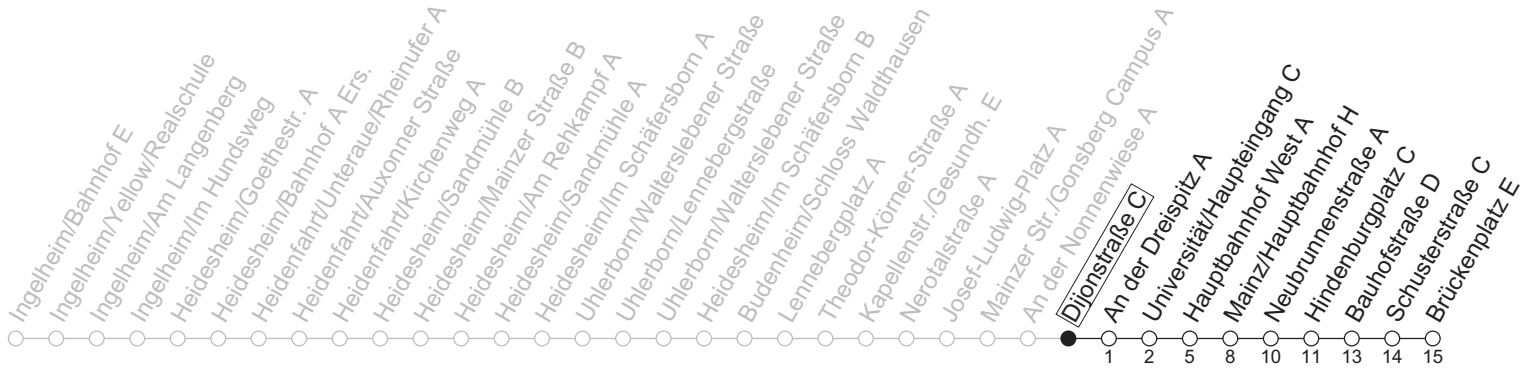 Ingelheim/Bahnhof E
Ingelheim/Yellow/Realschule
Ingelheim/Am Langenberg
Ingelheim/Im Hundsweg
Heidesheim/Goethestr. A
Heidesheim/Bahnhof A Ers.
Heidenfahrt/Unteraue/Rheinufer A
Heidenfahrt/Auxonner Straße
Heidenfahrt/Kirchenweg A
Heidesheim/Sandmühle B
Heidesheim/Mainzer Straße B
Heidesheim/Am Rehkampf A
Heidesheim/Sandmühle A
Heidesheim/Im Schäfersborn A
Uhlerborn/Walterslebener Straße
Uhlerborn/Lennebergstraße
Uhlerborn/Walterslebener Straße
Heidesheim/Im Schäfersborn B
Budenheim/Schloss Waldthausen
Lennebergplatz A
Theodor-Körner-Straße A
Kapellenstr./Gesundh. E
Nerotalstraße A
Josef-Ludwig-Platz A
Mainzer Str./Gonsberg Campus A
An der Nonnenwiese A
Dijonstraße C
An der Dreispitz A
Universität/Haupteingang C
Hauptbahnhof West A
Mainz/Hauptbahnhof H
Neubrunnenstraße A
Hindenburgplatz C
Bauhofstraße D
Schusterstraße C
Brückenplatz E
1 2 5 8 10 11 13 14 15